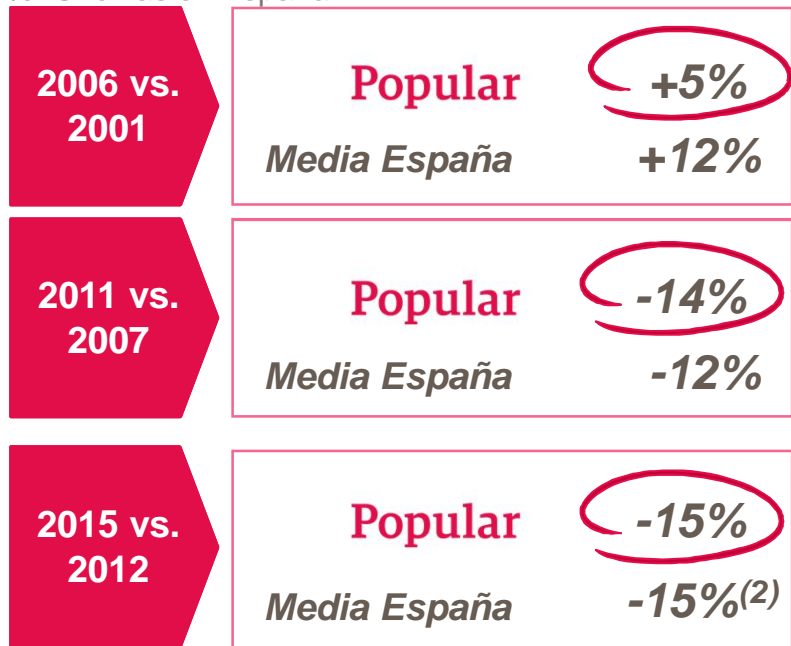 2006 vs.
2001
Popular +5%
Media España +12%
2011 vs.
2007
Popular -14%
Media España -12%
2015 vs.
2012
Popular -15%
Media España -15%(2)